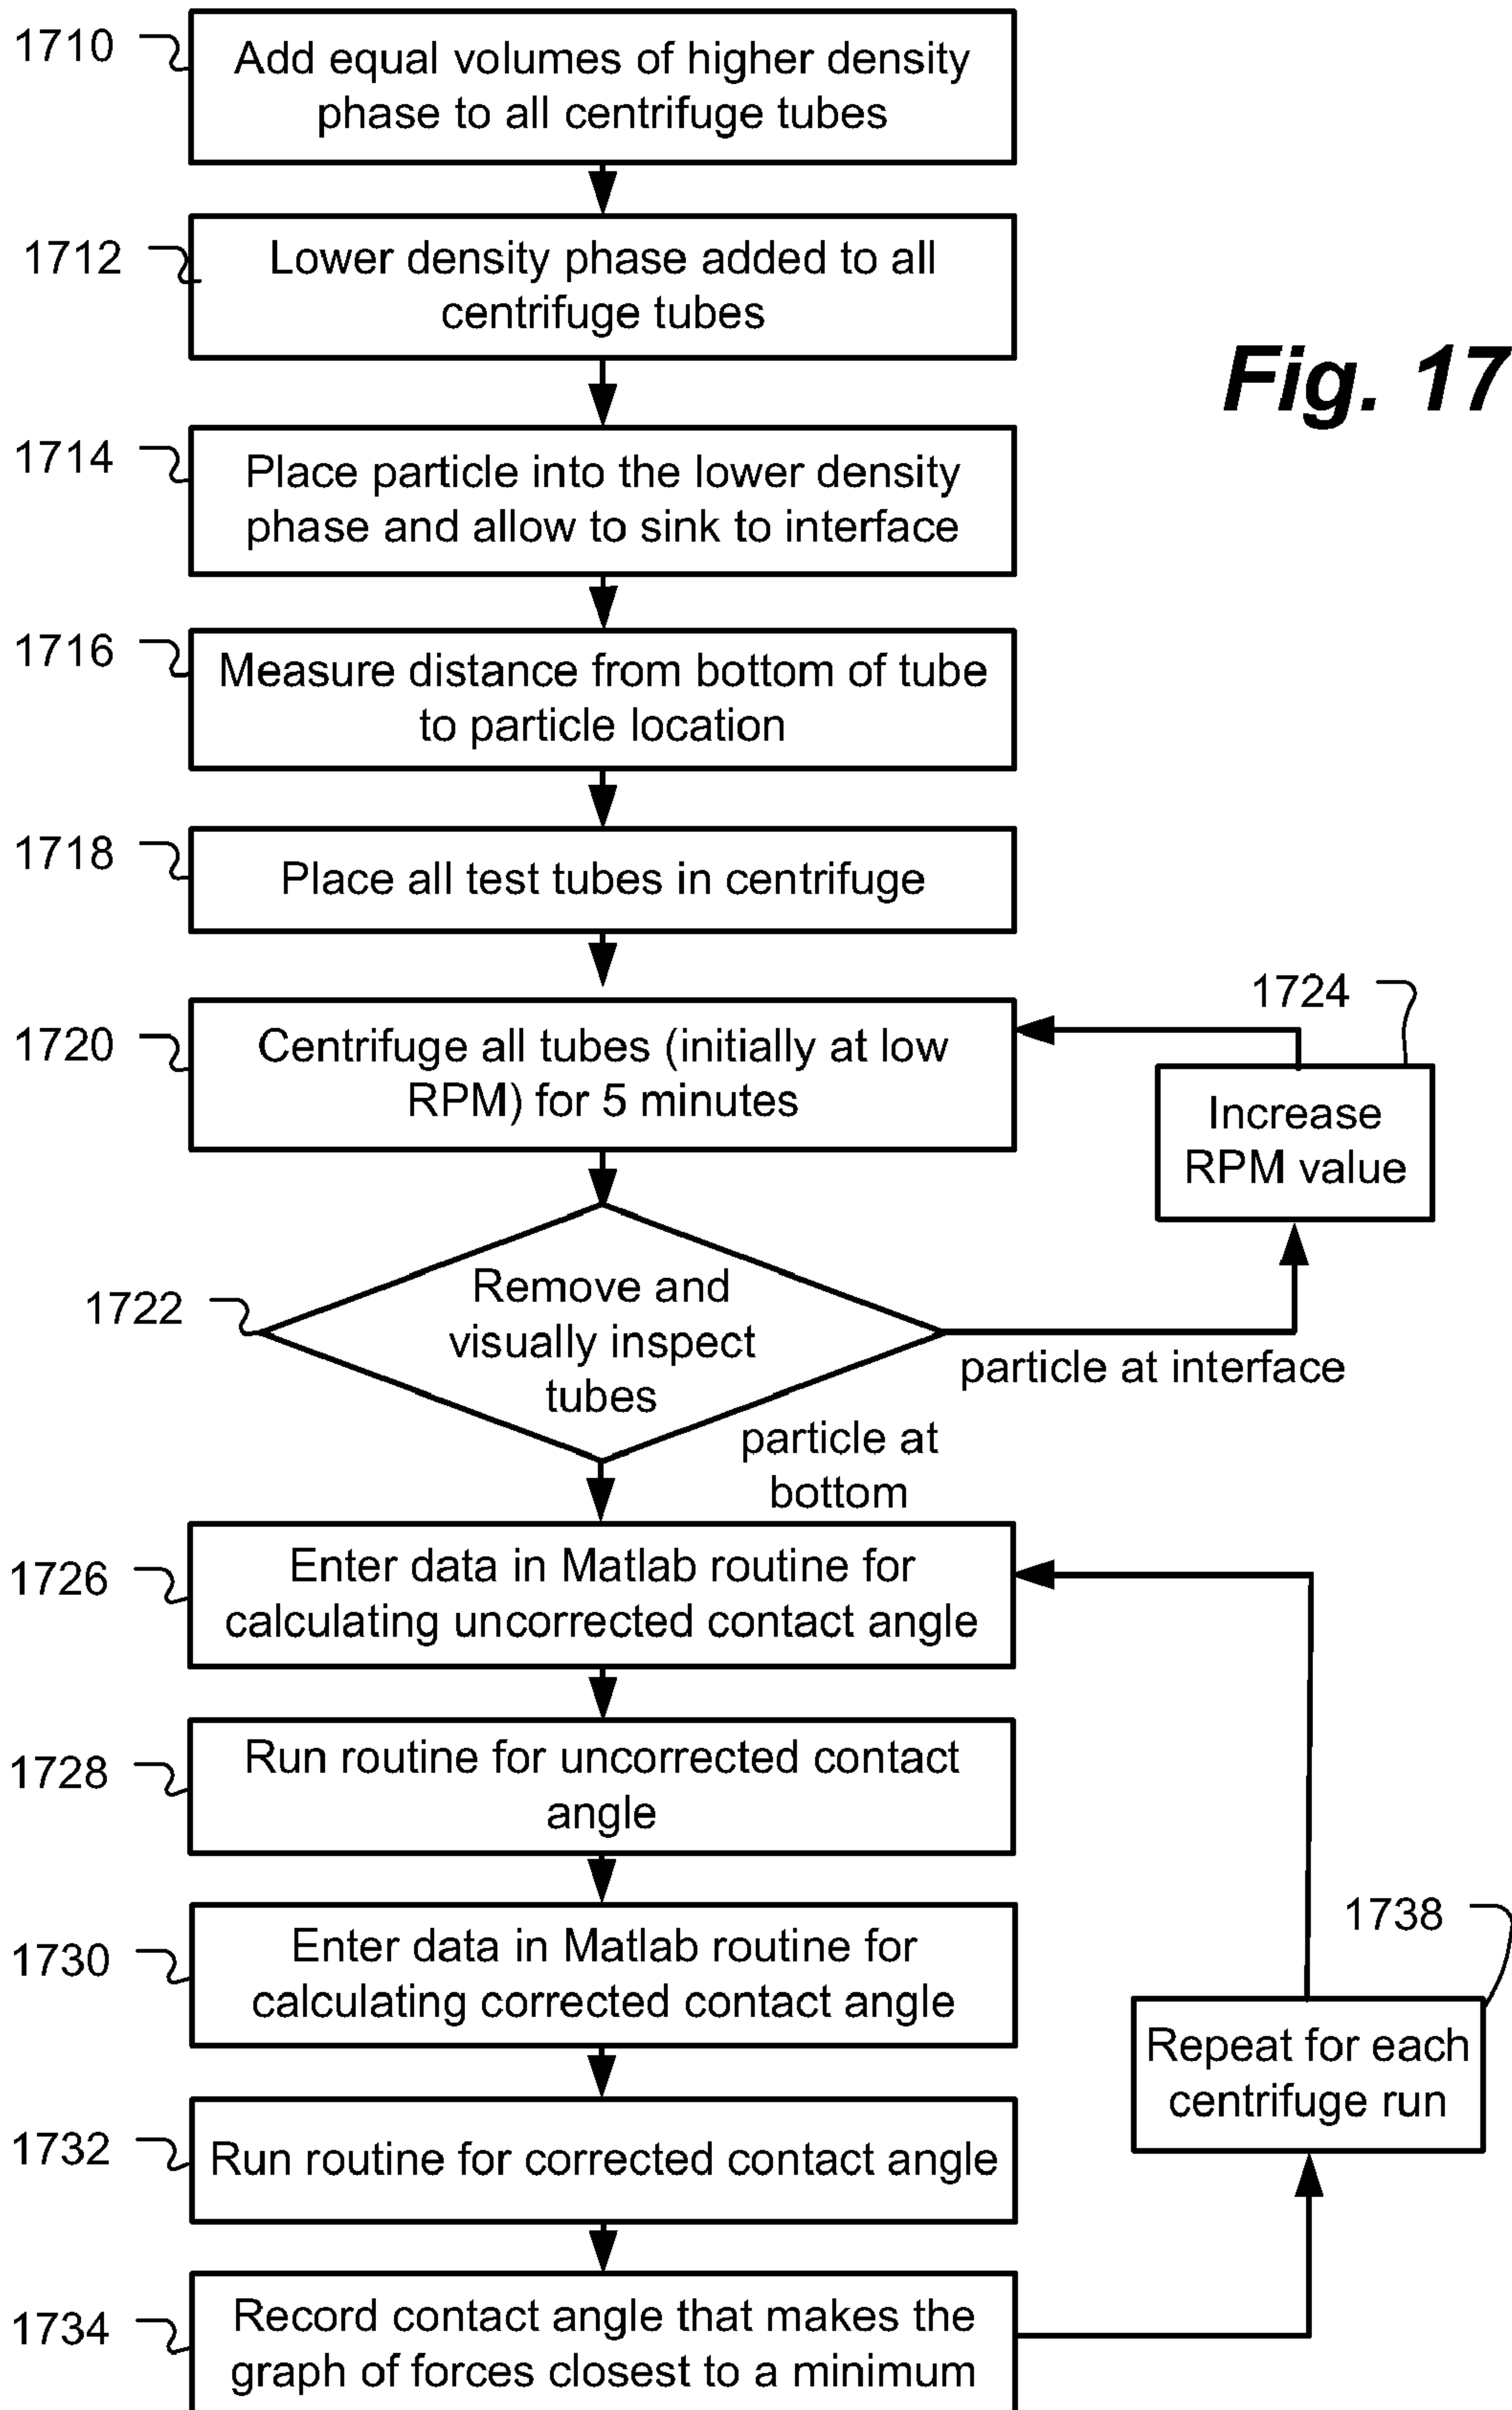 1710
Add equal volumes of higher density
phase to all centrifuge tubes
1712
Lower density phase added to all
centrifuge tubes
Fig. 17
1714
Place particle into the lower density
phase and allow to sink to interface
1716
Measure distance from bottom of tube
to particle location
1718
Place all test tubes in centrifuge
1720
Centrifuge all tubes (initially at low
RPM) for 5 minutes
1724
Increase
RPM value
1722
Remove and
visually inspect
tubes
particle at interface
particle at
bottom
1726
Enter data in Matlab routine for
calculating uncorrected contact angle
1728
Run routine for uncorrected contact
angle
1730
Enter data in Matlab routine for
calculating corrected contact angle
1738
Repeat for each
centrifuge run
1732
Run routine for corrected contact angle
1734
Record contact angle that makes the
graph of forces closest to a minimum